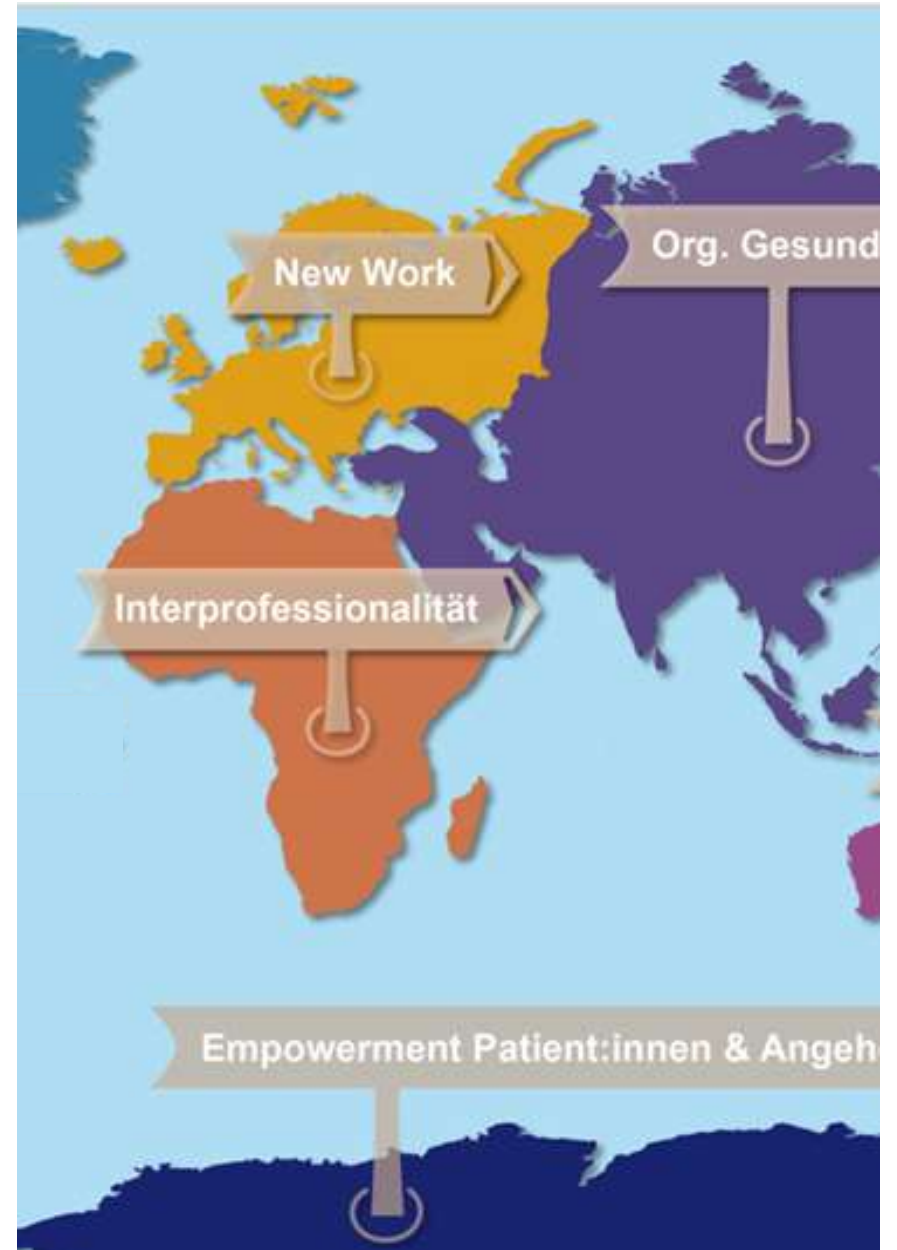 New Work
Org. Gesund
Interprofessionalität
Empowerment Patient:innen & Angeh